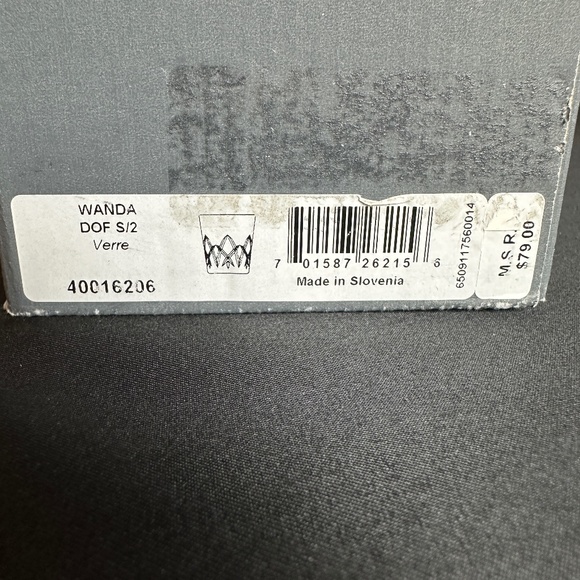 WANDA
DOF S/2
Verre
40016206
7 01587 26215 6
Made in Slovenia
6509117560014
M.S.R.
$79.00